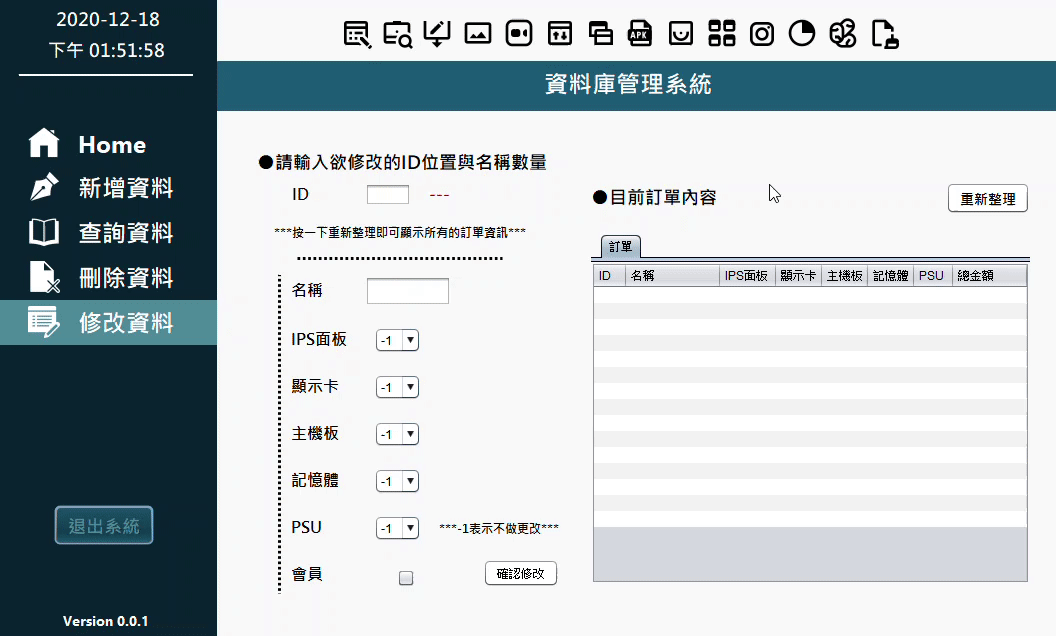 2020-12-18
下午 01:51:58
Home
新增資料
查詢資料
刪除資料
修改資料
退出系統
Version 0.0.1
APK
資料庫管理系統
●請輸入欲修改的ID位置與名稱數量
ID ---
***按一下重新整理即可顯示所有的訂單資訊***
名稱
IPS面板 -1
顯示卡 -1
主機板 -1
記憶體 -1
PSU -1 ***-1表示不做更改***
會員 確認修改
●目前訂單內容 重新整理
訂單
ID 名稱 IPS面板 顯示卡 主機板 記憶體 PSU 總金額